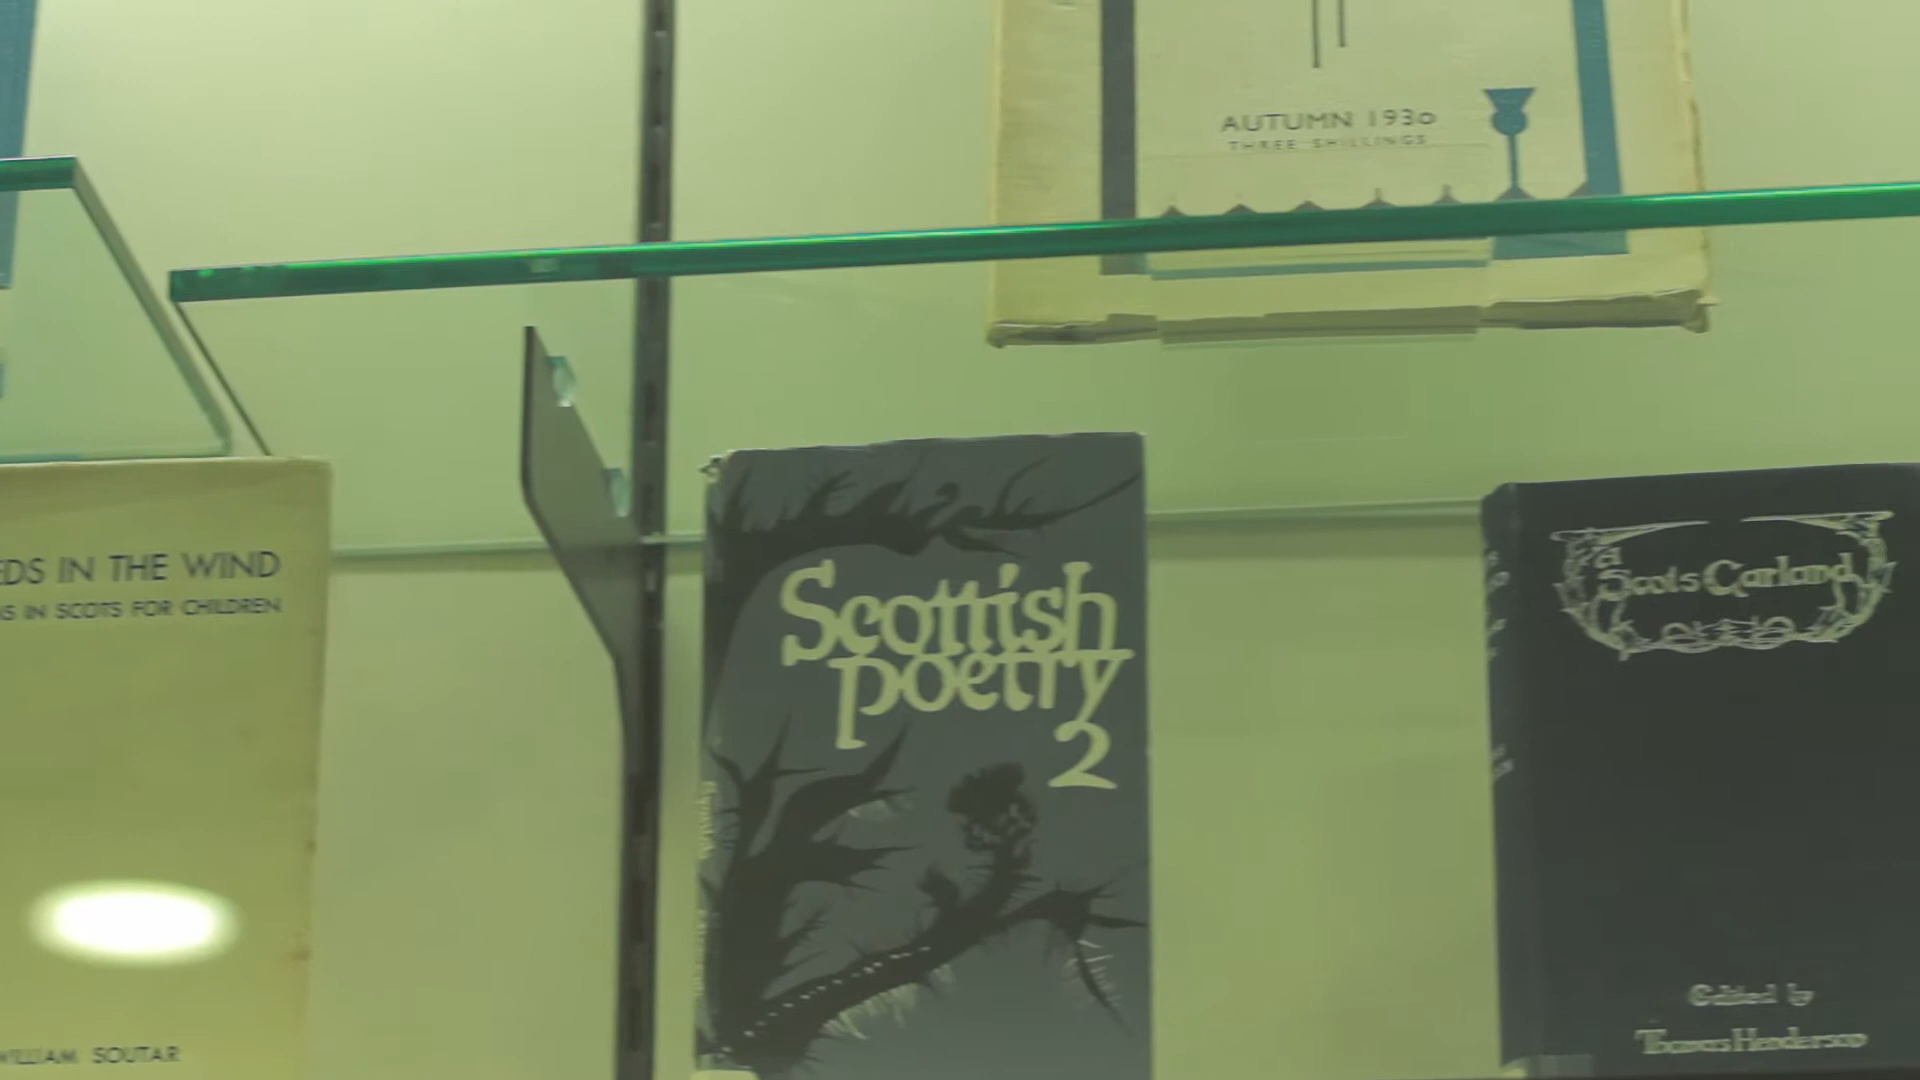 AUTUMN 1930
THREE SHILLINGS
EDS IN THE WIND
S IN SCOTS FOR CHILDREN
WILLIAM SOUTAR
Scottish
poetry
2
A
Scots Garland
Edited by
Thomas Henderson